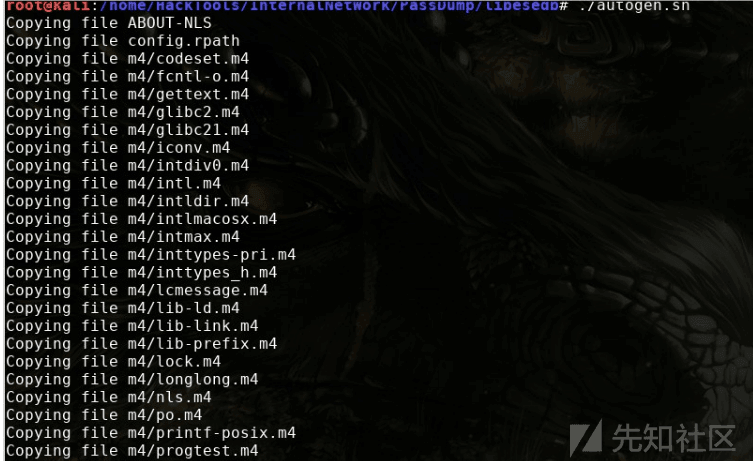 root@kali:/home/HackTools/InternalNetwork/PassDump/libesedb# ./autogen.sh
Copying file ABOUT-NLS
Copying file config.rpath
Copying file m4/codeset.m4
Copying file m4/fcntl-o.m4
Copying file m4/gettext.m4
Copying file m4/glibc2.m4
Copying file m4/glibc21.m4
Copying file m4/iconv.m4
Copying file m4/intdiv0.m4
Copying file m4/intl.m4
Copying file m4/intldir.m4
Copying file m4/intlmacosx.m4
Copying file m4/intmax.m4
Copying file m4/inttypes-pri.m4
Copying file m4/inttypes_h.m4
Copying file m4/lcmessage.m4
Copying file m4/lib-ld.m4
Copying file m4/lib-link.m4
Copying file m4/lib-prefix.m4
Copying file m4/lock.m4
Copying file m4/longlong.m4
Copying file m4/nls.m4
Copying file m4/po.m4
Copying file m4/printf-posix.m4
Copying file m4/progtest.m4
先知社区